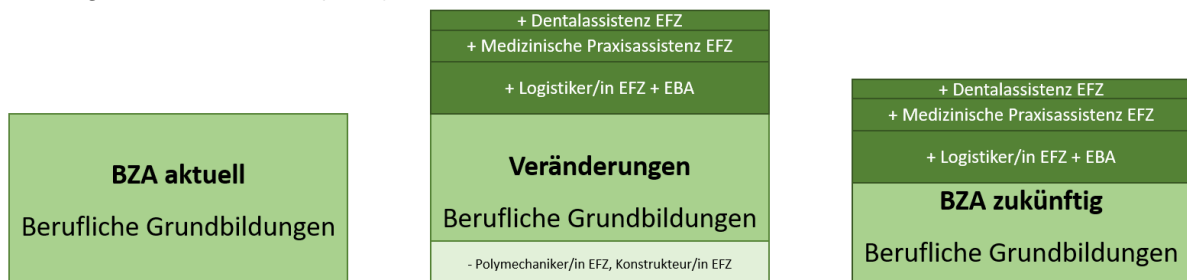 BZA aktuell
Berufliche Grundbildungen
+ Dentalassistenz EFZ
+ Medizinische Praxisassistenz EFZ
+ Logistiker/in EFZ + EBA
Veränderungen
Berufliche Grundbildungen
- Polymechaniker/in EFZ, Konstrukteur/in EFZ
+ Dentalassistenz EFZ
+ Medizinische Praxisassistenz EFZ
+ Logistiker/in EFZ + EBA
BZA zukünftig
Berufliche Grundbildungen